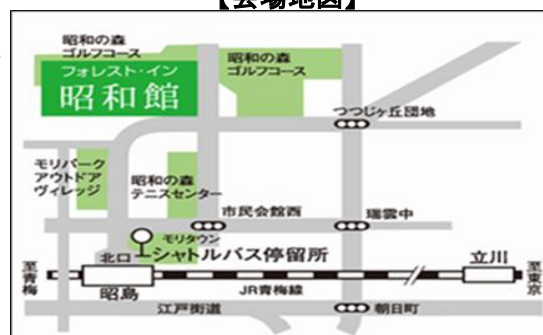 【会場地図】
昭和の森
ゴルフコース
昭和の森
ゴルフコース
フォレスト・イン
昭和館
つつじヶ丘団地
モリパーク
アウトドア
ヴィレッジ
昭和の森
テニスセンター
市民会館西
瑞雲中
モリタウン
北口
シャトルバス停留所
立川
至青梅
昭島
JR青梅線
至東京
江戸街道
朝日町